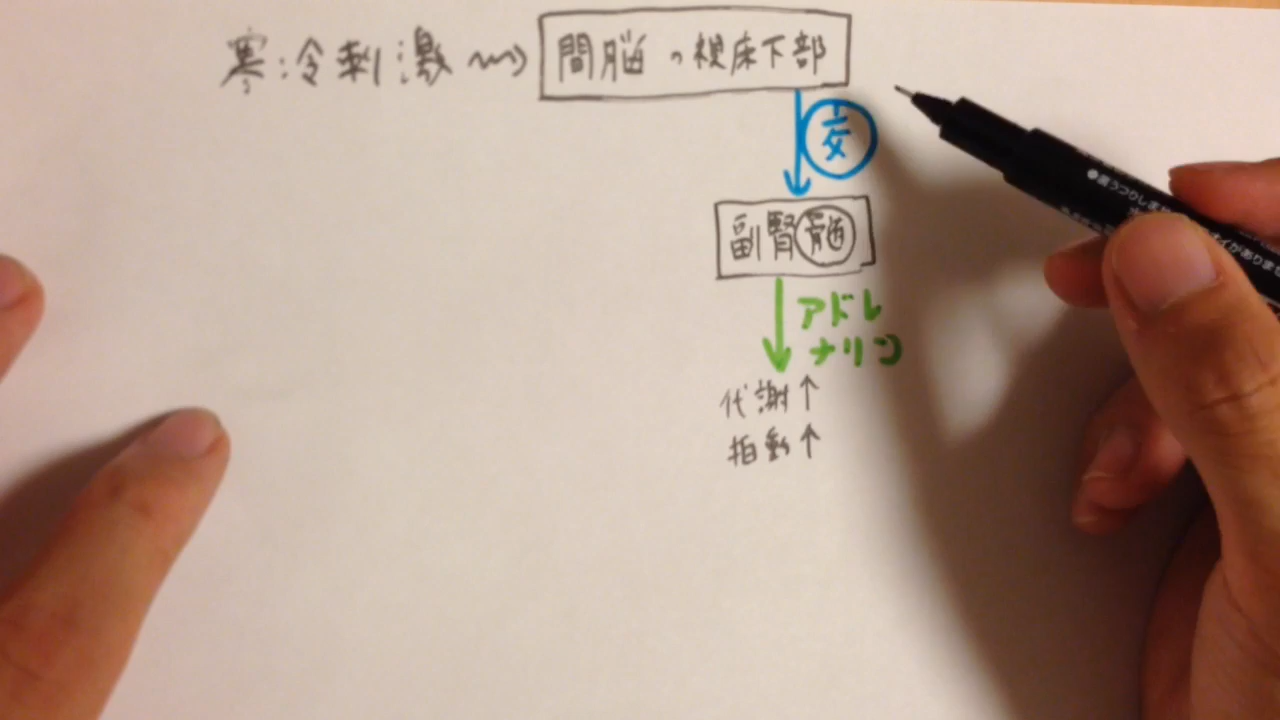 寒冷刺激 → 間脳の視床下部
交
副腎髄
アドレ
ナリン
代謝↑
拍動↑